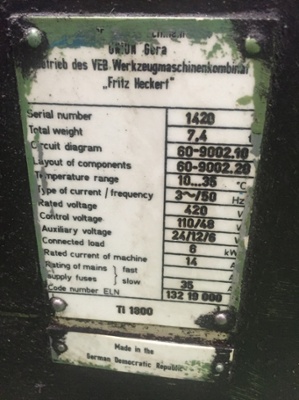 UNION Gera
Betrieb des VEB Werkzeugmaschinenkombinat
„Fritz Heckert"
Serial number 1420
Total weight 7,4
Circuit diagram 60-9002.10
Layout of components 60-9002.20
Temperature range 10...35 °C
Type of current / frequency 3~/50 Hz
Rated voltage 420 V
Control voltage 110/48
Auxiliary voltage 24/12/6 V
Connected load 8 kW
Rated current of machine 14 A
Rating of mains fast
supply fuses slow 35 A
Code number ELN 132 19 000
TI 1800
Made in the
German Democratic Republic